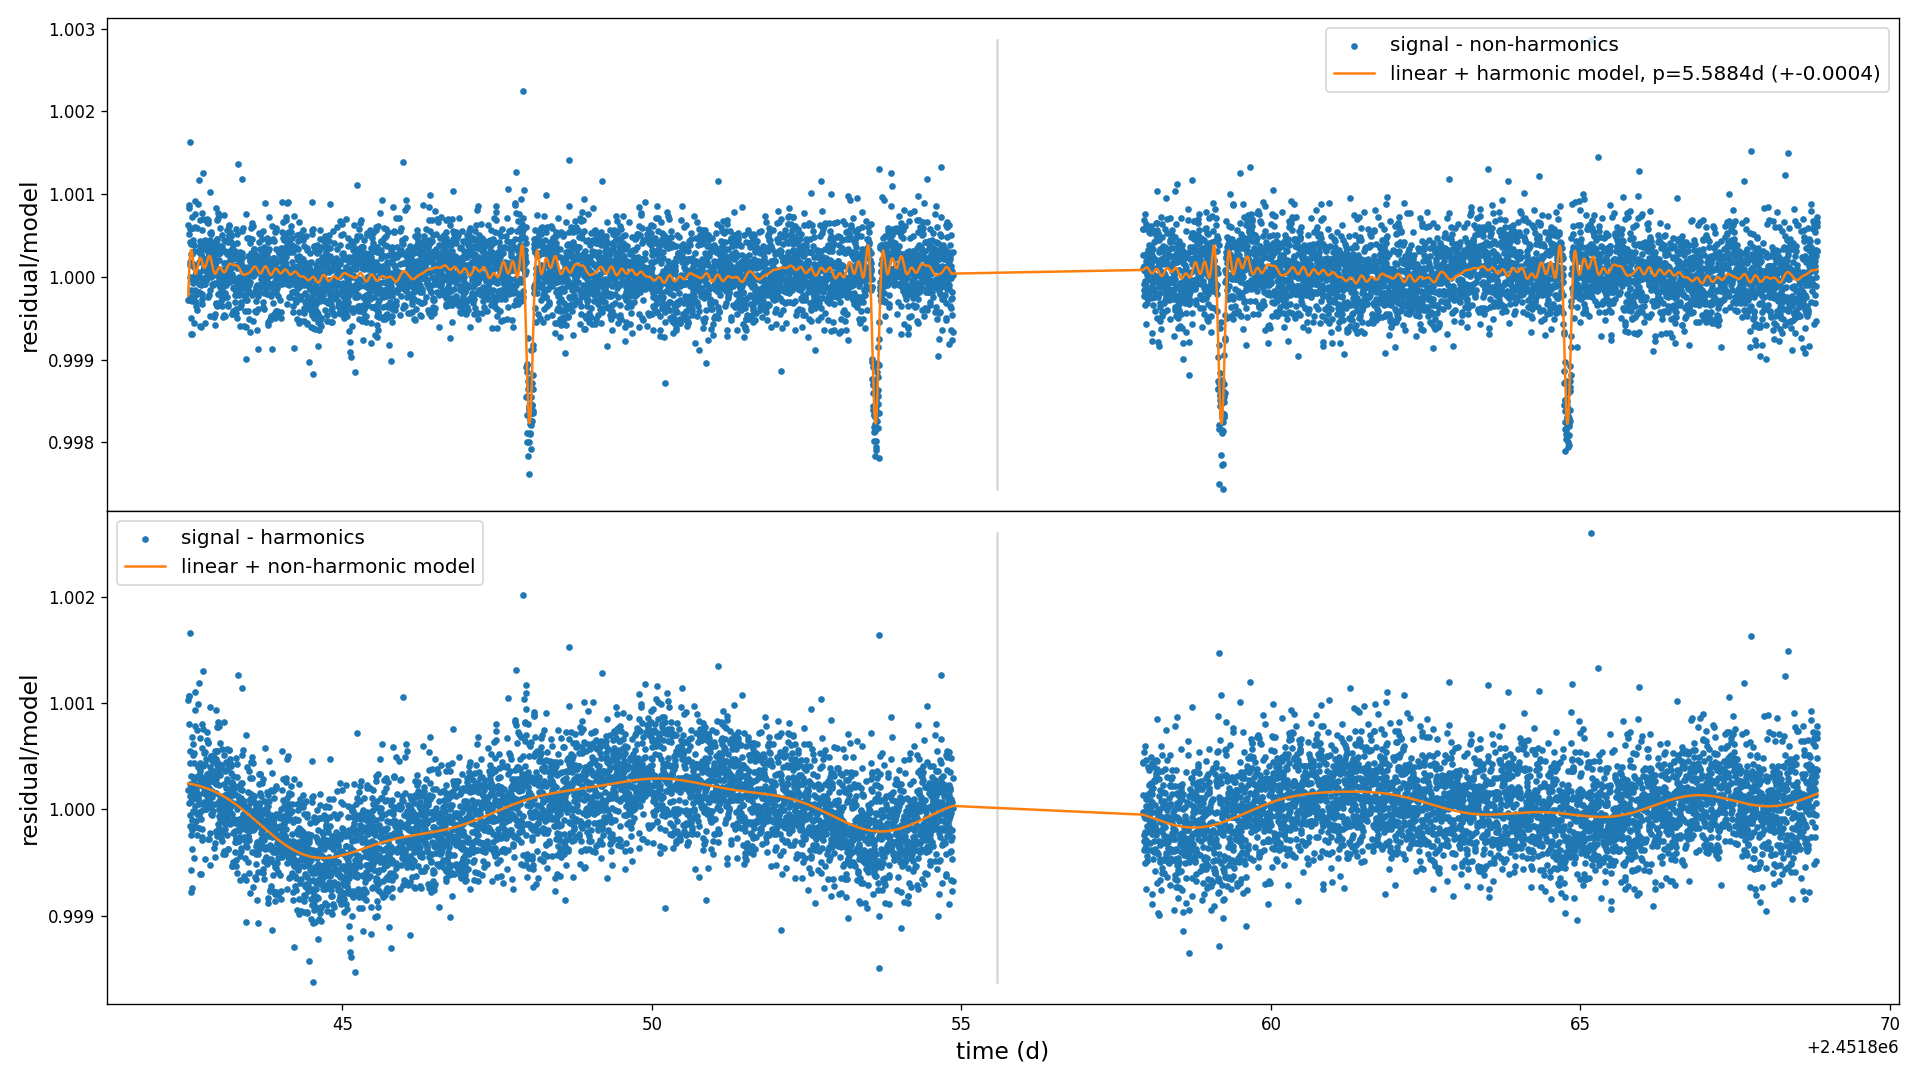 1.003
1.002
1.001
1.000
0.999
0.998
residual/model
signal - non-harmonics
linear + harmonic model, p=5.5884d (+-0.0004)
signal - harmonics
linear + non-harmonic model
1.002
1.001
1.000
0.999
residual/model
45 50 55 60 65 70
time (d)
+2.4518e6